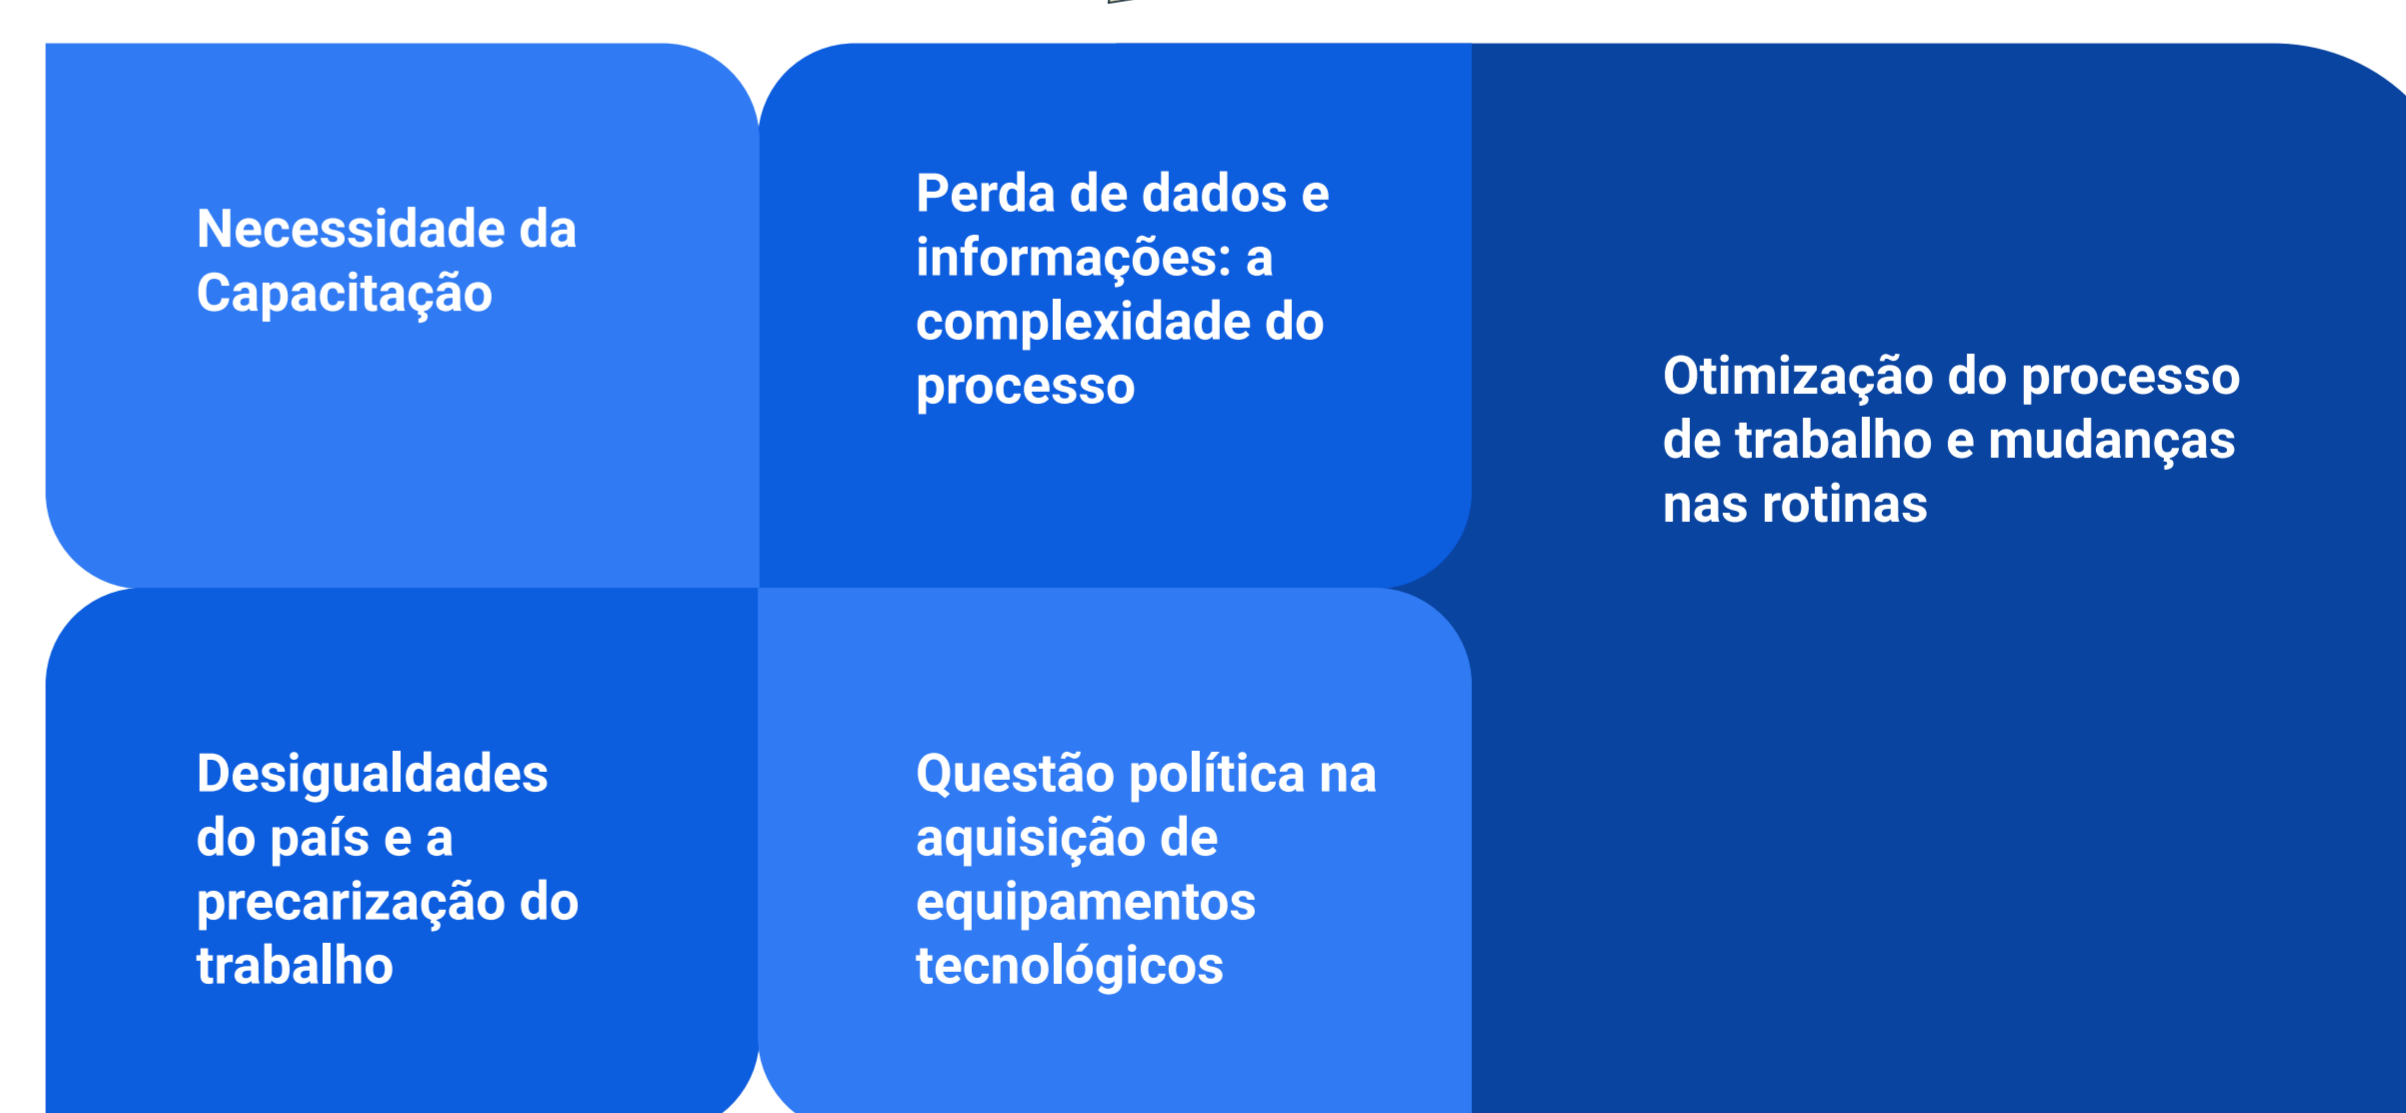 Necessidade da
Capacitação
Perda de dados e
informações: a
complexidade do
processo
Otimização do processo
de trabalho e mudanças
nas rotinas
Desigualdades
do país e a
precarização do
trabalho
Questão política na
aquisição de
equipamentos
tecnológicos